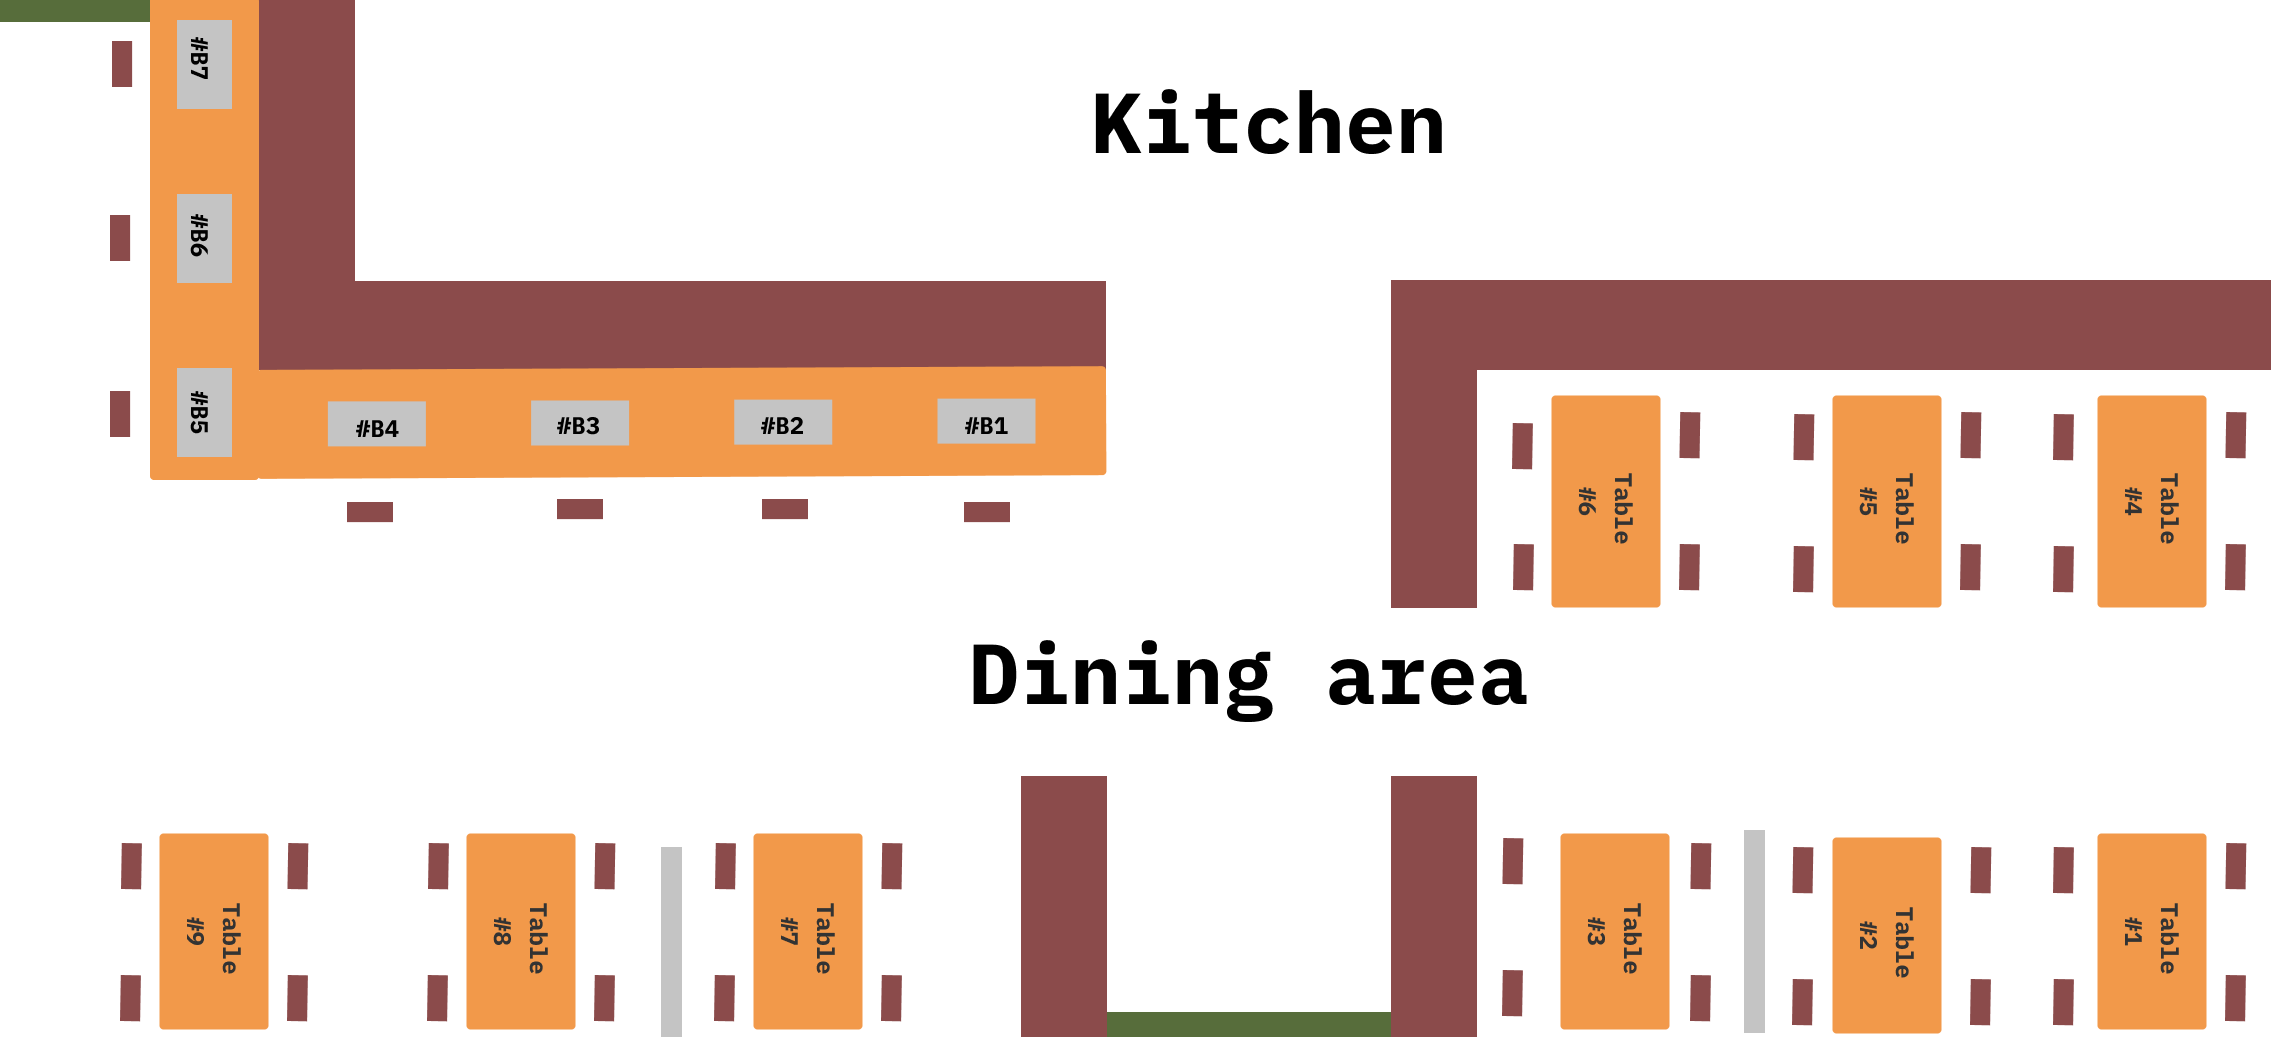 #B7
Kitchen
#B6
#B5
#B4
#B3
#B2
#B1
Table
#6
Table
#5
Table
#4
Dining area
Table
#9
Table
#8
Table
#7
Table
#3
Table
#2
Table
#1